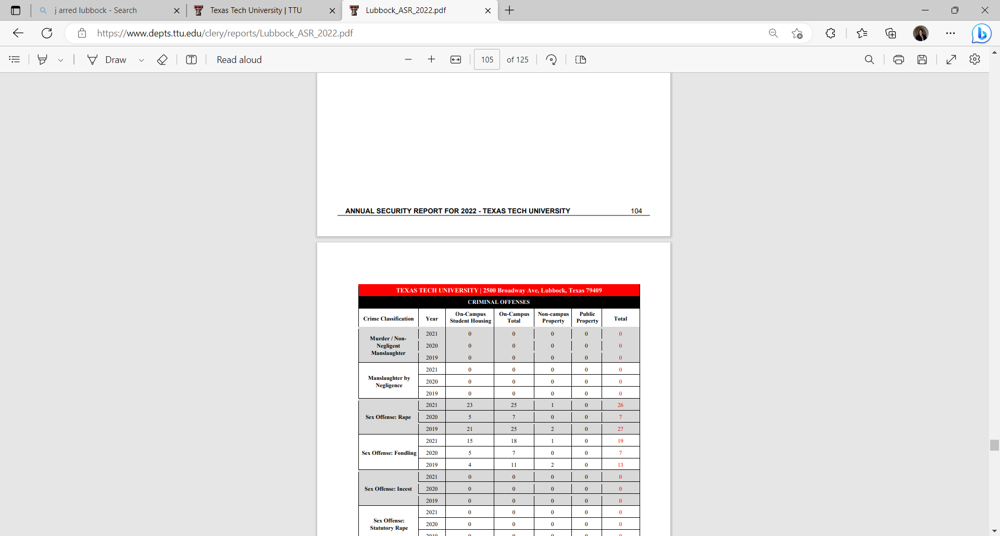 j arred lubbock - Search
Texas Tech University | TTU
Lubbock_ASR_2022.pdf
https://www.depts.ttu.edu/clery/reports/Lubbock_ASR_2022.pdf
Draw
T
Read aloud
105 of 125
ANNUAL SECURITY REPORT FOR 2022 - TEXAS TECH UNIVERSITY 104
TEXAS TECH UNIVERSITY | 2500 Broadway Ave, Lubbock, Texas 79409
CRIMINAL OFFENSES
Crime Classification Year On-Campus Student Housing On-Campus Total Non-campus Property Public Property Total
Murder / Non-
Negligent
Manslaughter
2021 0 0 0 0 0
2020 0 0 0 0 0
2019 0 0 0 0 0
Manslaughter by
Negligence
2021 0 0 0 0 0
2020 0 0 0 0 0
2019 0 0 0 0 0
Sex Offense: Rape
2021 23 25 1 0 26
2020 5 7 0 0 7
2019 21 25 2 0 27
Sex Offense: Fondling
2021 15 18 1 0 19
2020 5 7 0 0 7
2019 4 11 2 0 13
Sex Offense: Incest
2021 0 0 0 0 0
2020 0 0 0 0 0
2019 0 0 0 0 0
Sex Offense:
Statutory Rape
2021 0 0 0 0 0
2020 0 0 0 0 0
2019 0 0 0 0 0